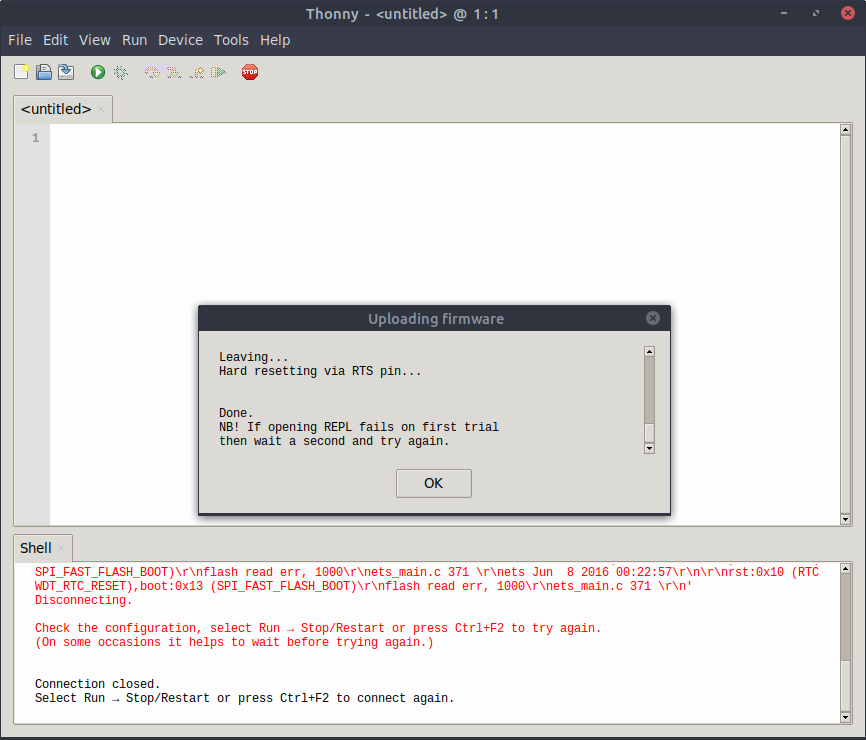 Thonny - <untitled> @ 1:1
File Edit View Run Device Tools Help
STOP
<untitled>
1
Uploading firmware
Leaving...
Hard resetting via RTS pin...
Done.
NB! If opening REPL fails on first trial
then wait a second and try again.
OK
Shell
SPI_FAST_FLASH_BOOT)\r\nflash read err, 1000\r\nets_main.c 371 \r\nets Jun  8 2016 00:22:57\r\n\r\nrst:0x10 (RTC
WDT_RTC_RESET),boot:0x13 (SPI_FAST_FLASH_BOOT)\r\nflash read err, 1000\r\nets_main.c 371 \r\n'
Disconnecting.
Check the configuration, select Run → Stop/Restart or press Ctrl+F2 to try again.
(On some occasions it helps to wait before trying again.)
Connection closed.
Select Run → Stop/Restart or press Ctrl+F2 to connect again.